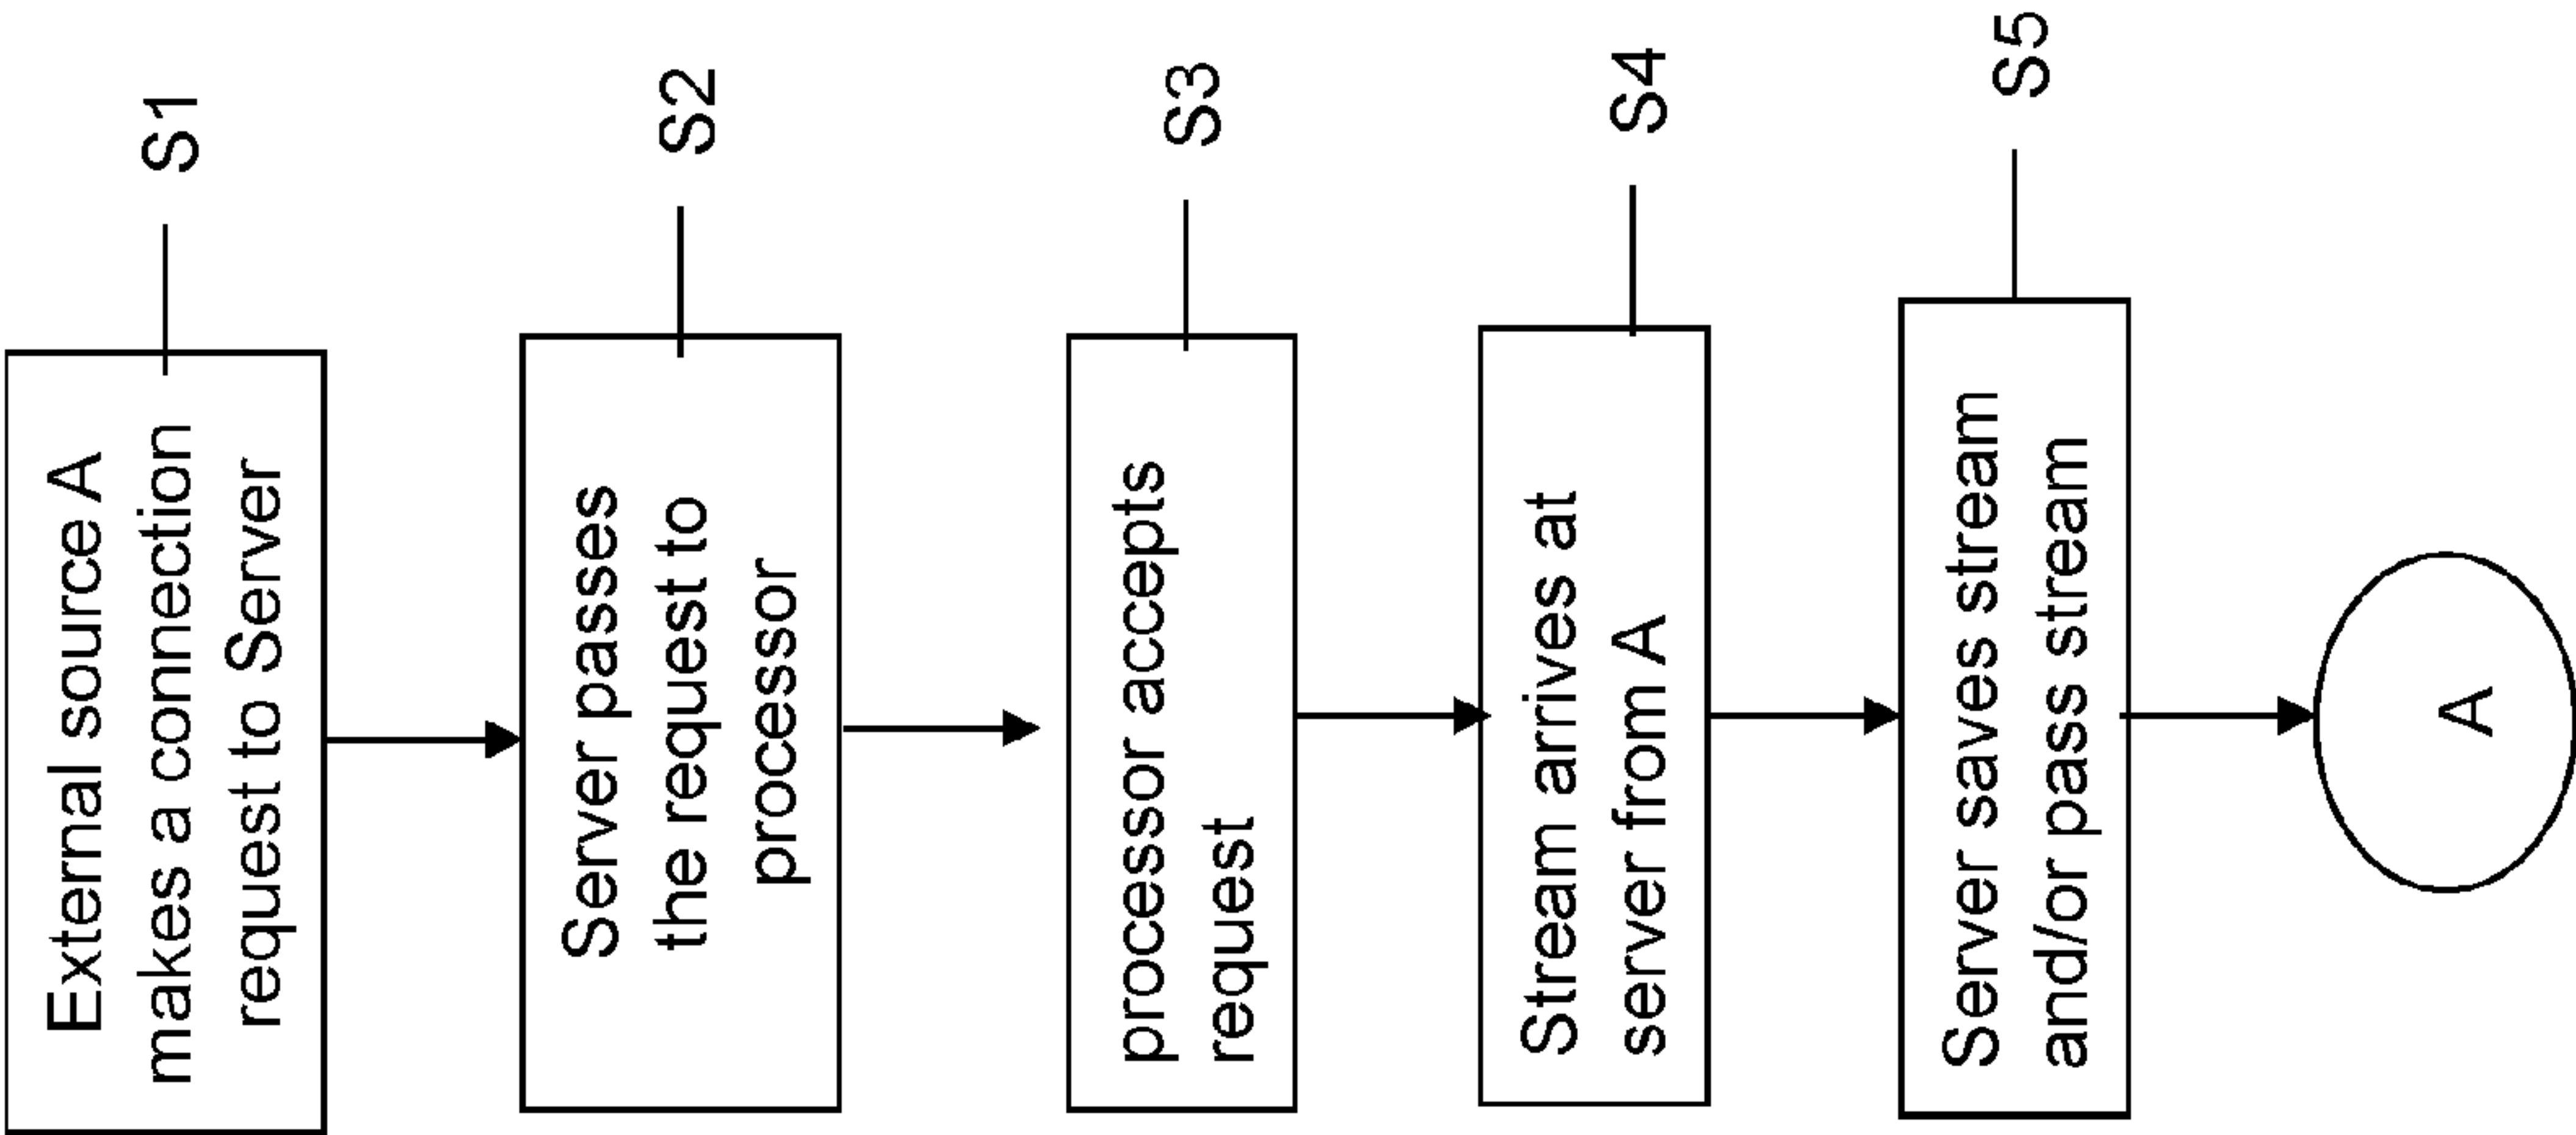 External source A
makes a connection
request to Server
S1
Server passes
the request to
processor
S2
processor accepts
request
S3
Stream arrives at
server from A
S4
Server saves stream
and/or pass stream
S5
A